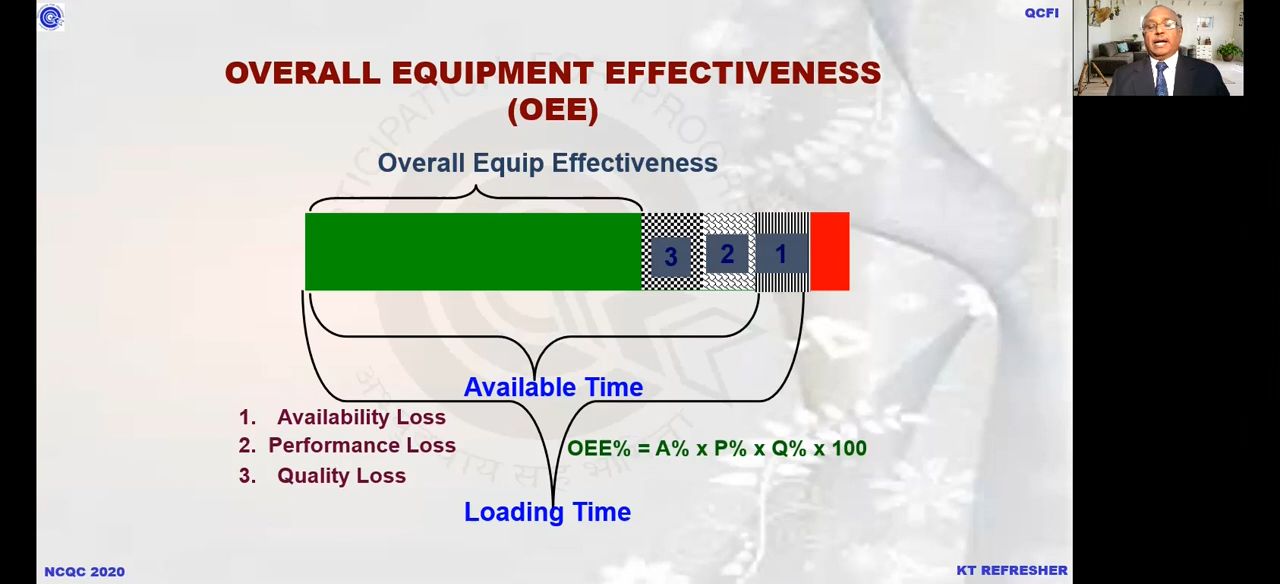 QCFI
OVERALL EQUIPMENT EFFECTIVENESS
(OEE)
Overall Equip Effectiveness
3 2 1
Available Time
1. Availability Loss
2. Performance Loss
3. Quality Loss
OEE% = A% x P% x Q% x 100
Loading Time
NCQC 2020
KT REFRESHER